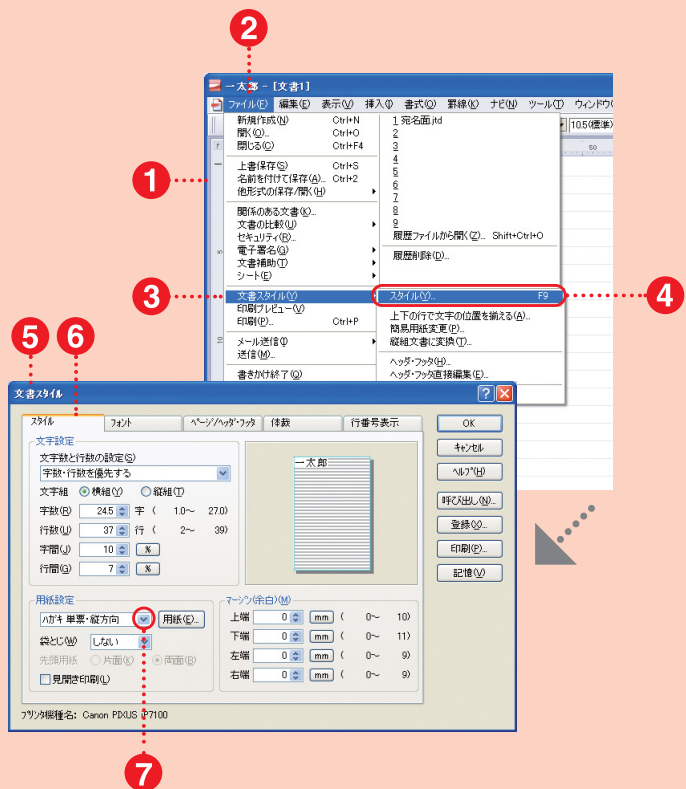 2
一太郎 - [文書1]
ファイル(F) 編集(E) 表示(V) 挿入(I) 書式(O) 罫線(K) ナビ(N) ツール(T) ウィンドウ(
新規作成(N) Ctrl+N
開く(O)... Ctrl+O
閉じる(C) Ctrl+F4
上書保存(S) Ctrl+S
名前を付けて保存(A)... Ctrl+2
他形式の保存/開く(H)
関係のある文書(K)...
文書の比較(U)
セキュリティ(R)...
電子署名(G)
文書補助(T)
シート(E)
文書スタイル(Y)
印刷プレビュー(V)
印刷(P)... Ctrl+P
メール送信(I)
送信(M)...
書きかけ終了(Q)
1 宛名面.jtd
2
3
4
5
6
7
8
9
履歴ファイルから開く(Z)... Shift+Ctrl+O
履歴削除(D)...
スタイル(Y)... F9
上下の行で文字の位置を揃える(A)...
簡易用紙変更(P)...
縦組文書に変換(T)...
ヘッダ・フッタ(H)...
ヘッダ・フッタ直接編集(E)...
10.5(標準)
50
5
10
1
3
4
5
6
文書スタイル
スタイル フォント ページ/ヘッダ・フッタ 体裁 行番号表示
文字設定
文字数と行数の設定(S)
字数・行数を優先する
文字組 横組(Y) 縦組(T)
字数(R) 24.5 字 ( 1.0~ 27.0)
行数(U) 37 行 ( 2~ 39)
字間(J) 10 %
行間(G) 7 %
一太郎
用紙設定
ハガキ 単票・縦方向 用紙(E)...
袋とじ(W) しない
先頭用紙 片面(K) 両面(B)
見開き印刷(L)
マージン(余白)(M)
上端 0 mm ( 0~ 10)
下端 0 mm ( 0~ 11)
左端 0 mm ( 0~ 9)
右端 0 mm ( 0~ 9)
OK
キャンセル
ヘルプ(H)
呼び出し(N)...
登録(X)...
印刷(P)...
記憶(V)
プリンタ機種名: Canon PIXUS iP7100
7